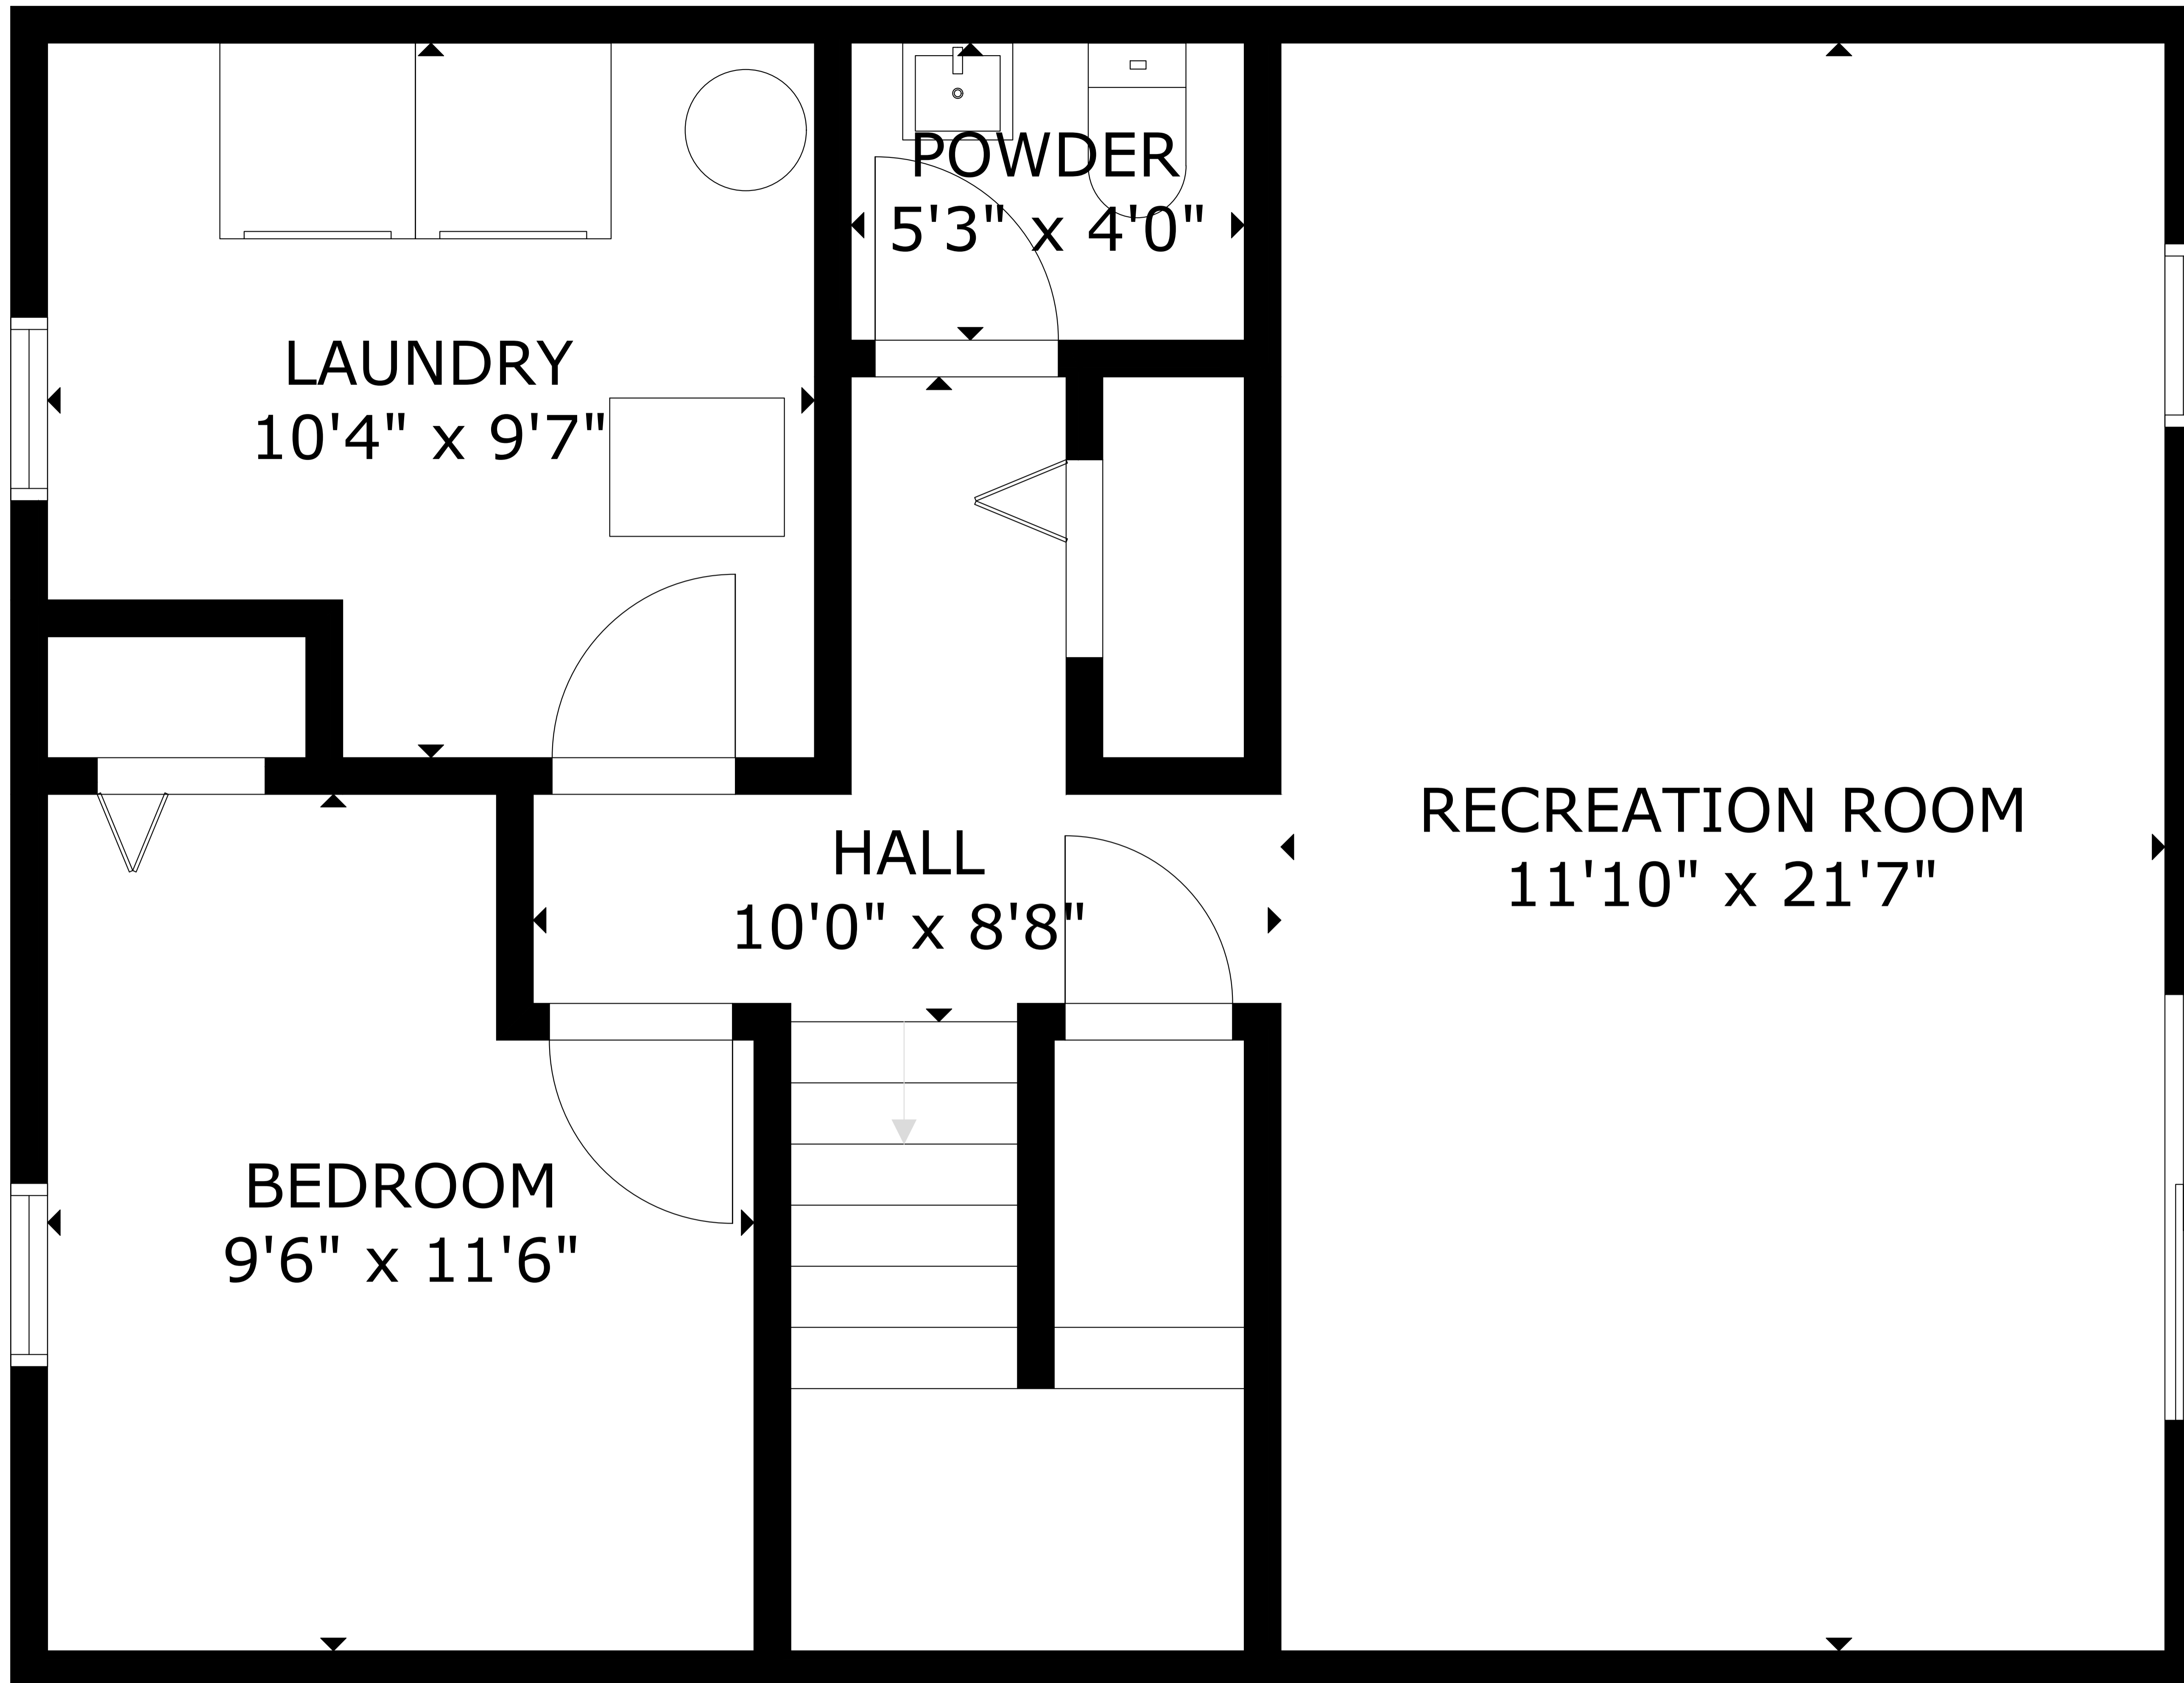 POWDER
5'3" x 4'0"
LAUNDRY
10'4" x 9'7"
RECREATION ROOM
11'10" x 21'7"
HALL
10'0" x 8'8"
BEDROOM
9'6" x 11'6"